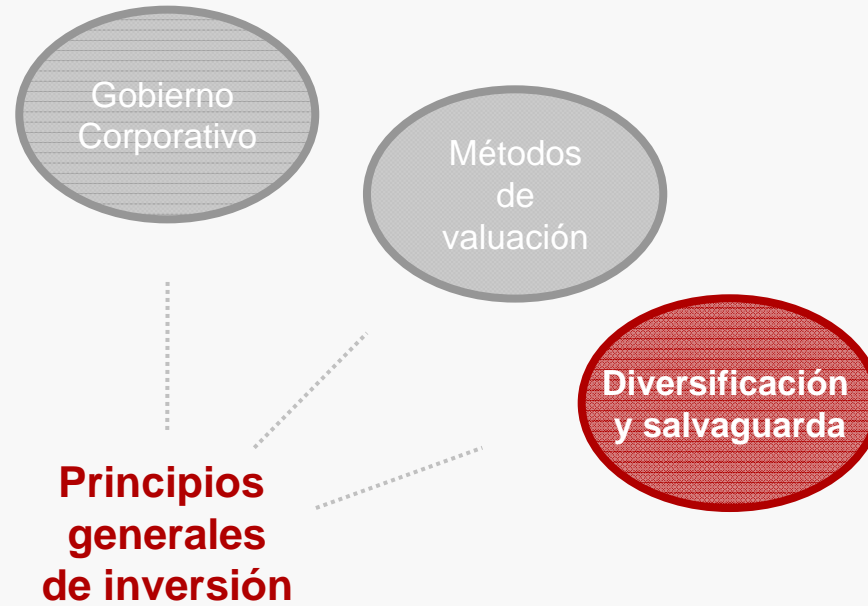 Gobierno
Corporativo
Métodos
de
valuación
Diversificación
y salvaguarda
Principios
generales
de inversión